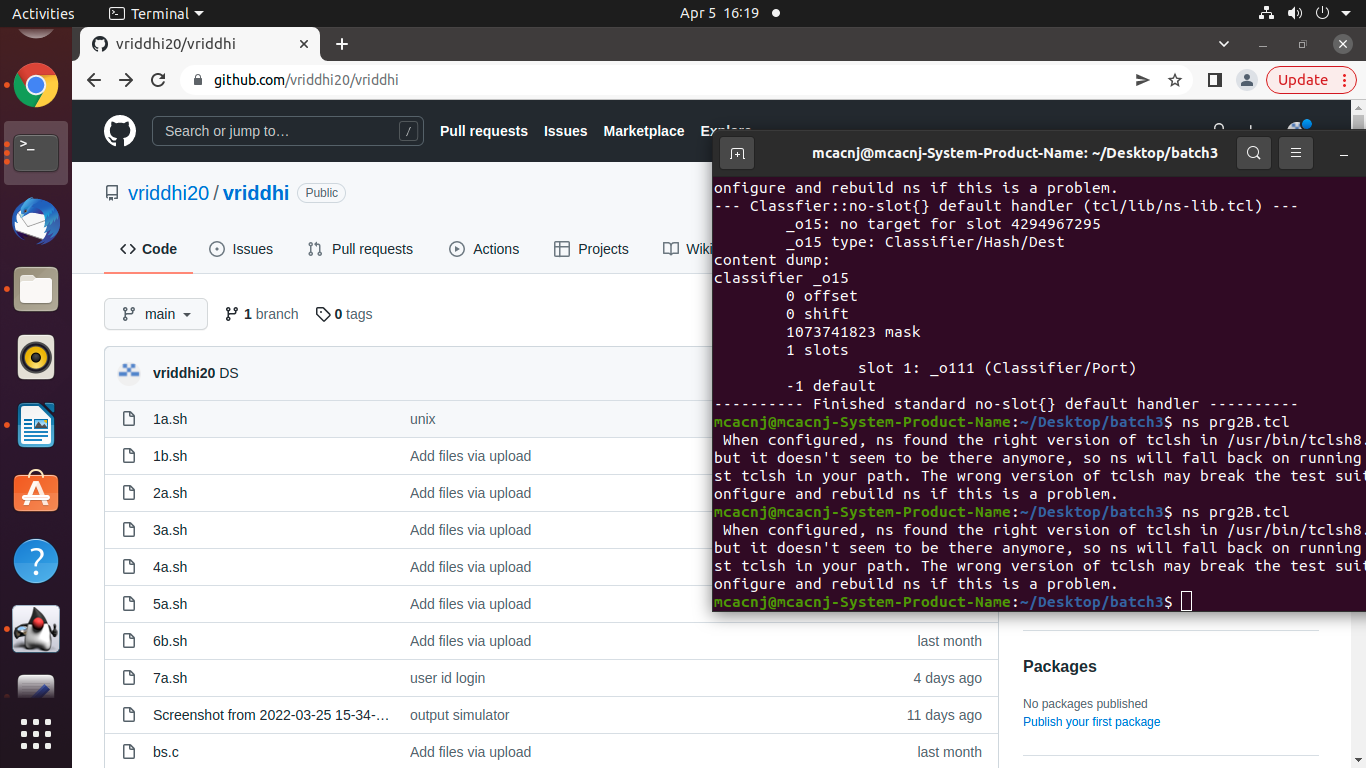 Activities
Terminal
Apr 5 16:19
vriddhi20/vriddhi
github.com/vriddhi20/vriddhi
Update
Search or jump to…
/
Pull requests
Issues
Marketplace
Explore
vriddhi20 / vriddhi
Public
Code
Issues
Pull requests
Actions
Projects
Wiki
main
1 branch
0 tags
vriddhi20 DS
1a.sh unix
1b.sh Add files via upload
2a.sh Add files via upload
3a.sh Add files via upload
4a.sh Add files via upload
5a.sh Add files via upload
6b.sh Add files via upload last month
7a.sh user id login 4 days ago
Screenshot from 2022-03-25 15-34-… output simulator 11 days ago
bs.c Add files via upload last month
Packages
No packages published
Publish your first package
mcacnj@mcacnj-System-Product-Name: ~/Desktop/batch3
onfigure and rebuild ns if this is a problem.
--- Classfier::no-slot{} default handler (tcl/lib/ns-lib.tcl) ---
_o15: no target for slot 4294967295
_o15 type: Classifier/Hash/Dest
content dump:
classifier _o15
0 offset
0 shift
1073741823 mask
1 slots
slot 1: _o111 (Classifier/Port)
-1 default
---------- Finished standard no-slot{} default handler ----------
mcacnj@mcacnj-System-Product-Name:~/Desktop/batch3$ ns prg2B.tcl
When configured, ns found the right version of tclsh in /usr/bin/tclsh8.
but it doesn't seem to be there anymore, so ns will fall back on running
st tclsh in your path. The wrong version of tclsh may break the test suit
onfigure and rebuild ns if this is a problem.
mcacnj@mcacnj-System-Product-Name:~/Desktop/batch3$ ns prg2B.tcl
When configured, ns found the right version of tclsh in /usr/bin/tclsh8.
but it doesn't seem to be there anymore, so ns will fall back on running
st tclsh in your path. The wrong version of tclsh may break the test suit
onfigure and rebuild ns if this is a problem.
mcacnj@mcacnj-System-Product-Name:~/Desktop/batch3$